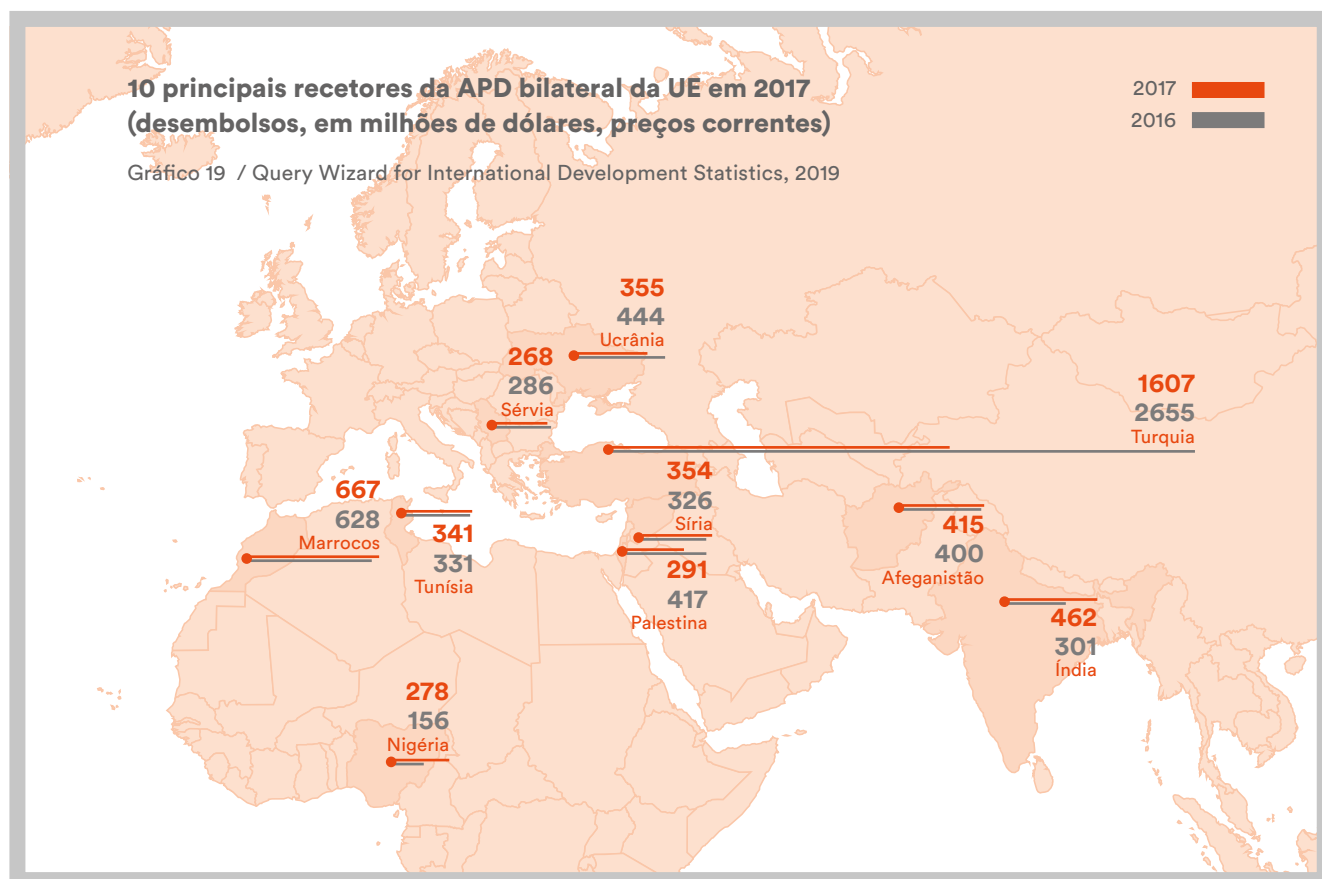 10 principais recetores da APD bilateral da UE em 2017
(desembolsos, em milhões de dólares, preços correntes)
Gráfico 19 / Query Wizard for International Development Statistics, 2019
2017
2016
355
444
Ucrânia
268
286
Sérvia
1607
2655
Turquia
354
326
Síria
667
628
Marrocos
341
331
Tunísia
291
417
Palestina
415
400
Afeganistão
462
301
Índia
278
156
Nigéria